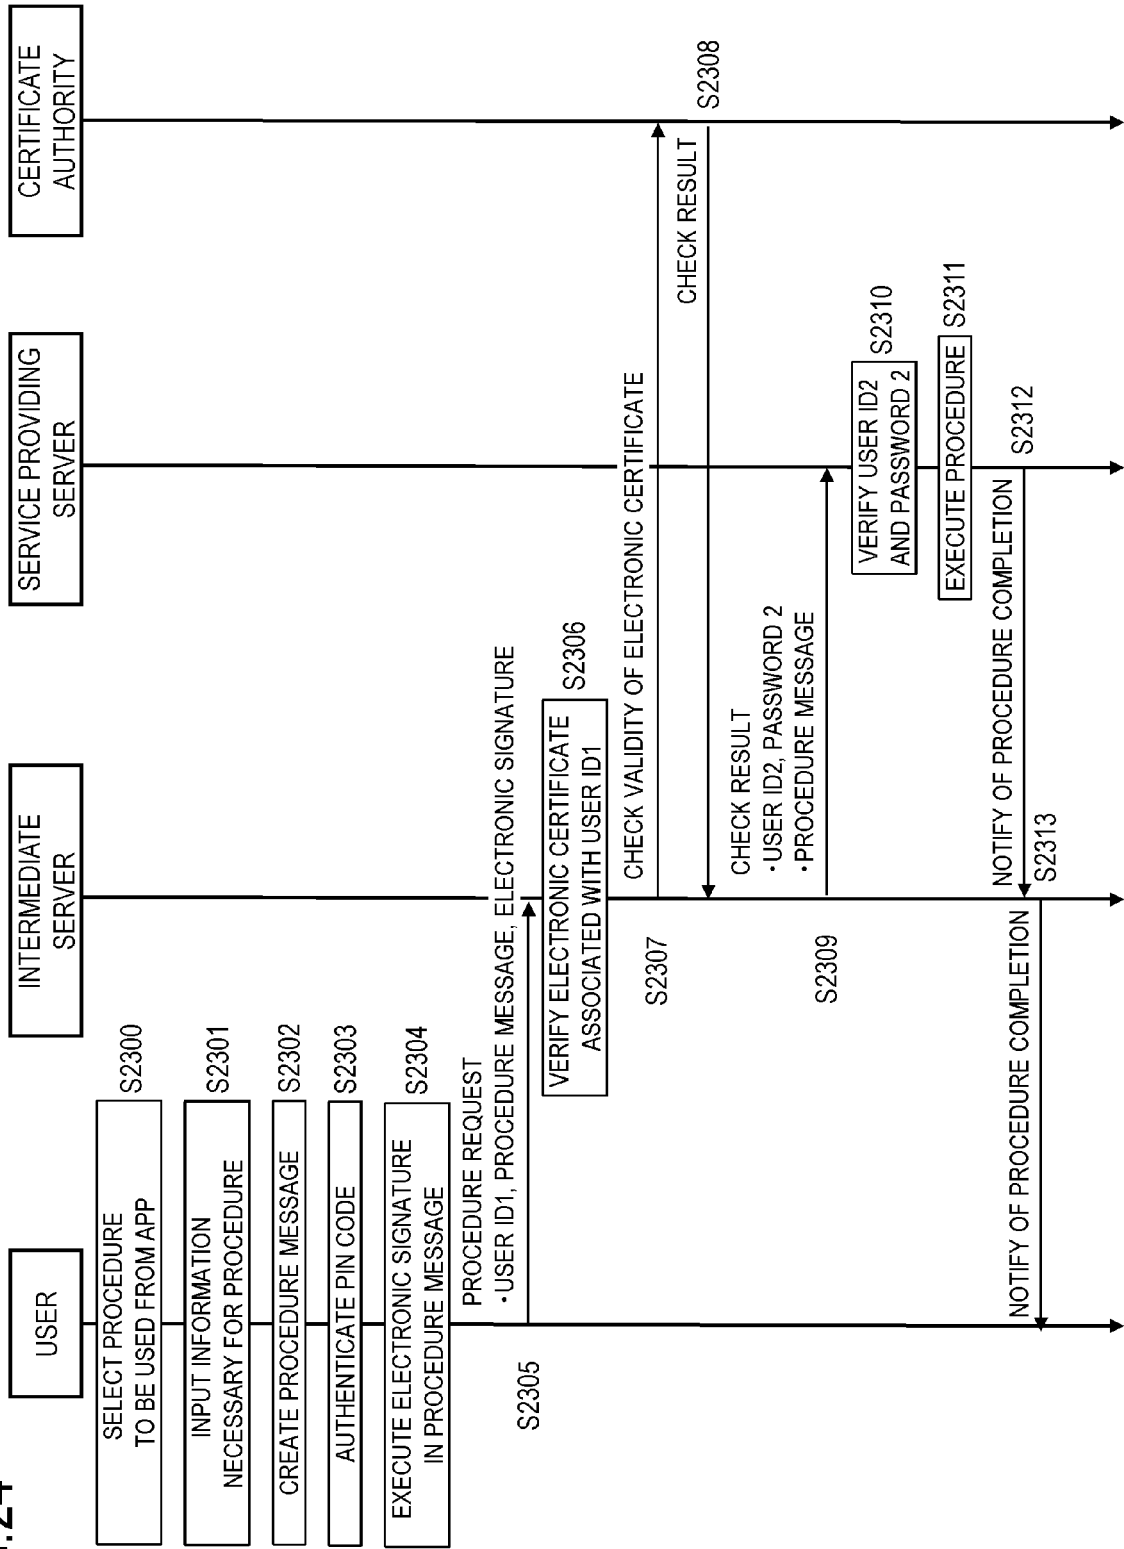 USER
INTERMEDIATE
SERVER
SERVICE PROVIDING
SERVER
CERTIFICATE
AUTHORITY
SELECT PROCEDURE
TO BE USED FROM APP
S2300
INPUT INFORMATION
NECESSARY FOR PROCEDURE
S2301
CREATE PROCEDURE MESSAGE
S2302
AUTHENTICATE PIN CODE
S2303
EXECUTE ELECTRONIC SIGNATURE
IN PROCEDURE MESSAGE
S2304
PROCEDURE REQUEST
・USER ID1, PROCEDURE MESSAGE, ELECTRONIC SIGNATURE
S2305
VERIFY ELECTRONIC CERTIFICATE
ASSOCIATED WITH USER ID1
S2306
CHECK VALIDITY OF ELECTRONIC CERTIFICATE
S2307
CHECK RESULT
S2308
CHECK RESULT
・USER ID2, PASSWORD 2
・PROCEDURE MESSAGE
S2309
VERIFY USER ID2
AND PASSWORD 2
S2310
EXECUTE PROCEDURE
S2311
NOTIFY OF PROCEDURE COMPLETION
S2312
NOTIFY OF PROCEDURE COMPLETION
S2313